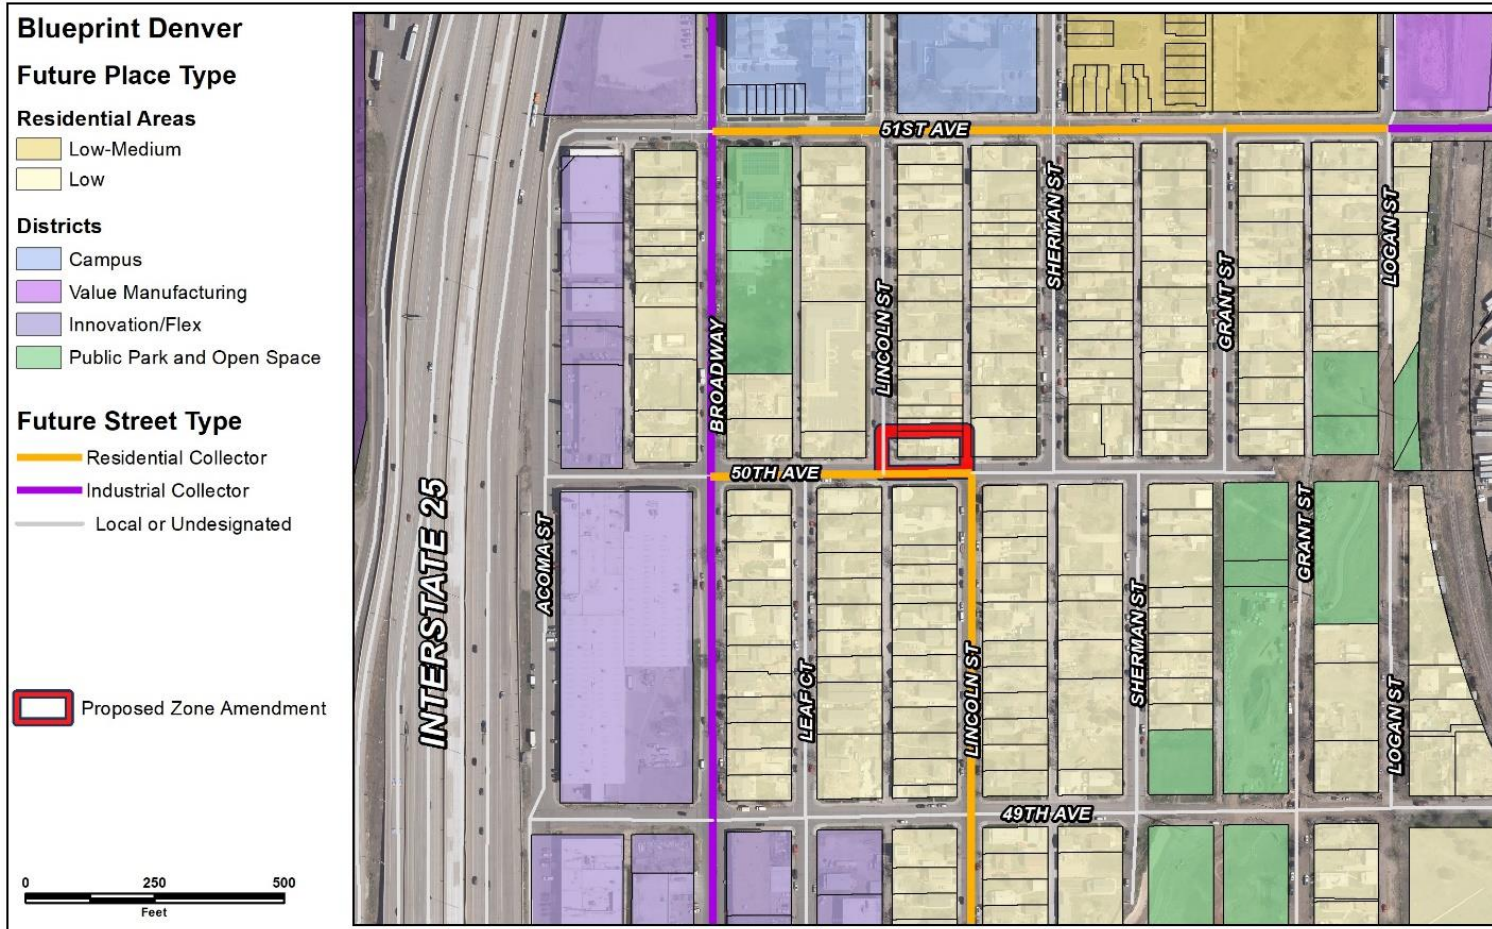 Blueprint Denver
Future Place Type
Residential Areas
Low-Medium
Low
Districts
Campus
Value Manufacturing
Innovation/Flex
Public Park and Open Space
Future Street Type
Residential Collector
Industrial Collector
Local or Undesignated
Proposed Zone Amendment
0 250 500
Feet
51ST AVE
SHERMAN ST
LOGAN ST
GRANT ST
LINCOLN ST
BROADWAY
50TH AVE
INTERSTATE 25
ACOMA ST
GRANT ST
SHERMAN ST
LEAF CT
LINCOLN ST
LOGAN ST
49TH AVE